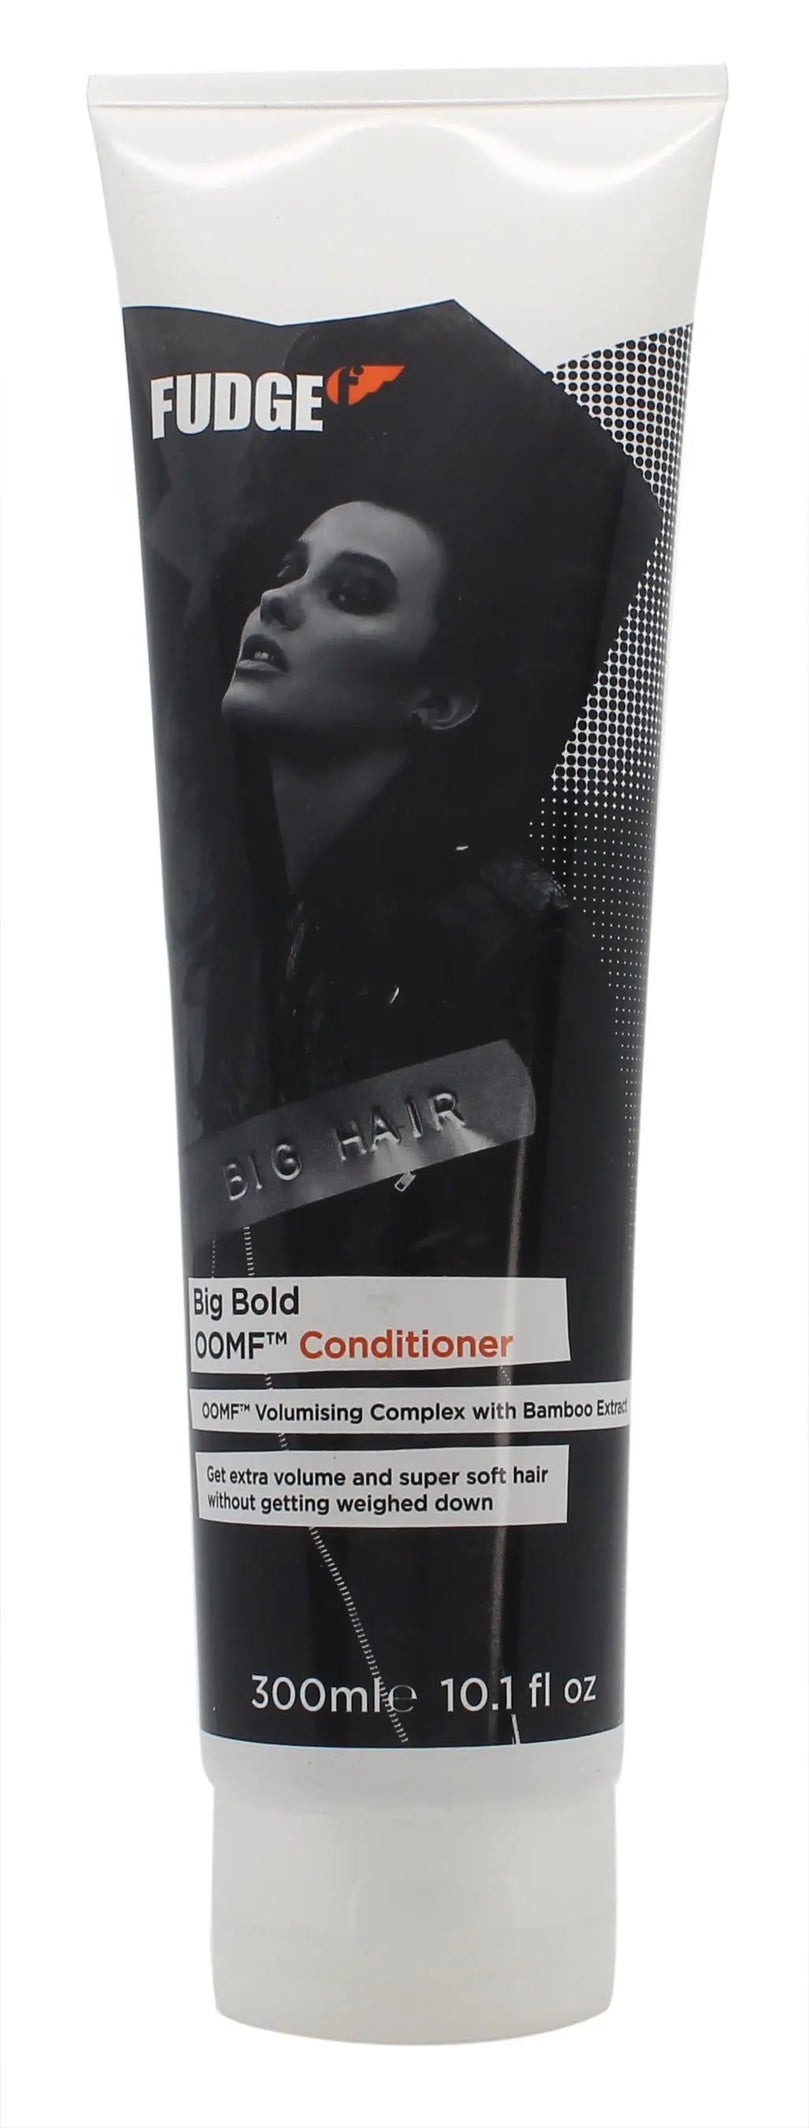 FUDGE
BIG HAIR
Big Bold
OOMF™ Conditioner
OOMF™ Volumising Complex with Bamboo Extract
Get extra volume and super soft hair
without getting weighed down
300ml℮ 10.1 fl oz